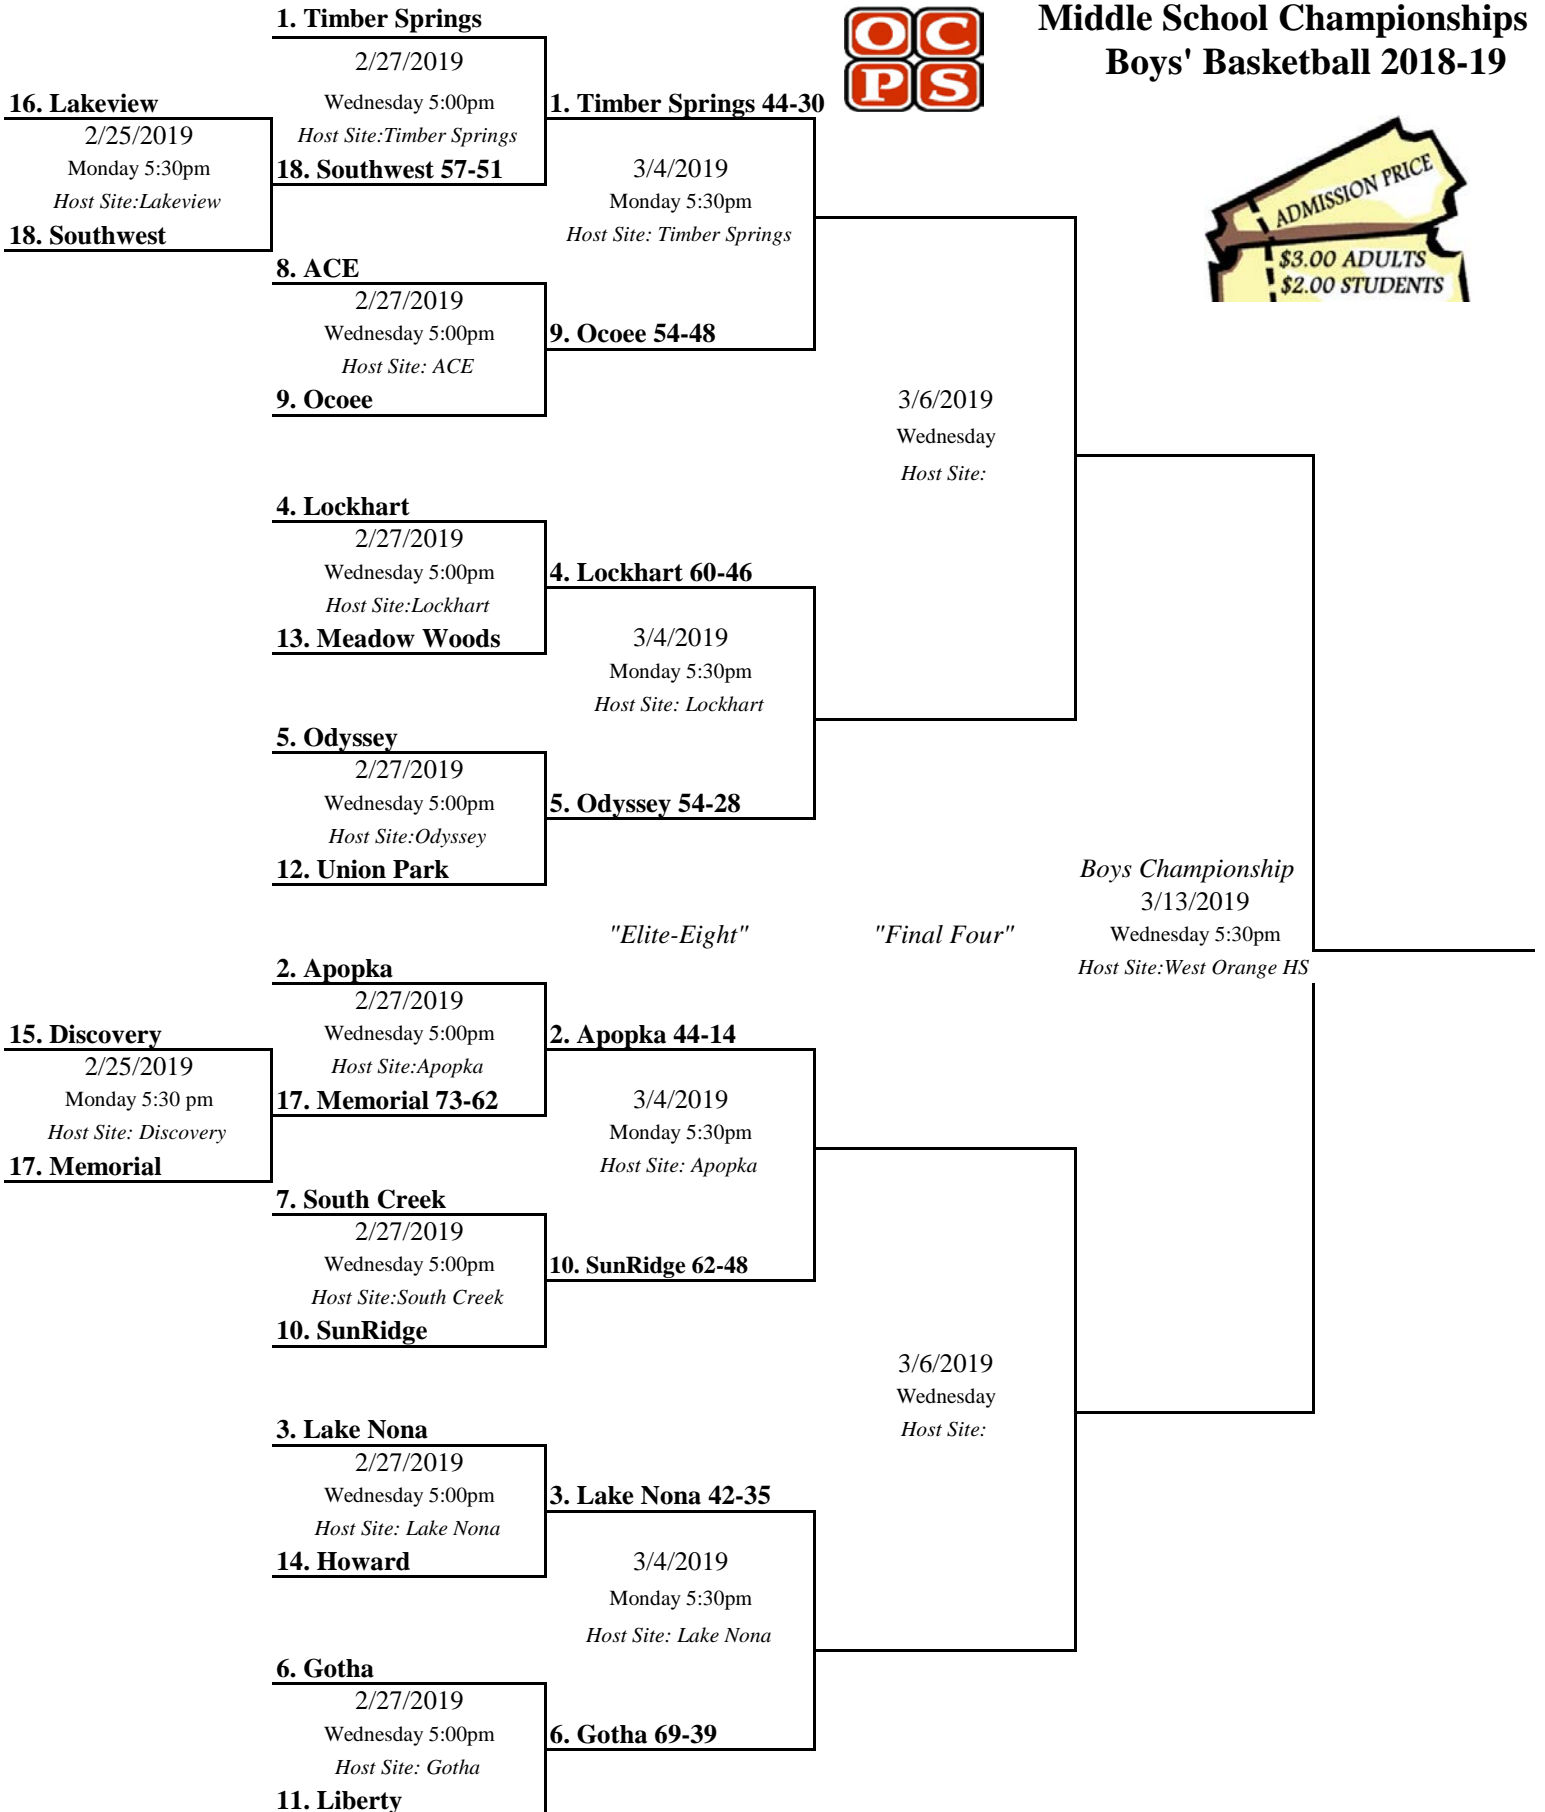 Middle School Championships
Boys' Basketball 2018-19
OC
PS
ADMISSION PRICE
$3.00 ADULTS
$2.00 STUDENTS
16. Lakeview
2/25/2019
Monday 5:30pm
Host Site:Lakeview
18. Southwest
15. Discovery
2/25/2019
Monday 5:30 pm
Host Site: Discovery
17. Memorial
1. Timber Springs
2/27/2019
Wednesday 5:00pm
Host Site:Timber Springs
18. Southwest 57-51
8. ACE
2/27/2019
Wednesday 5:00pm
Host Site: ACE
9. Ocoee
4. Lockhart
2/27/2019
Wednesday 5:00pm
Host Site:Lockhart
13. Meadow Woods
5. Odyssey
2/27/2019
Wednesday 5:00pm
Host Site:Odyssey
12. Union Park
2. Apopka
2/27/2019
Wednesday 5:00pm
Host Site:Apopka
17. Memorial 73-62
7. South Creek
2/27/2019
Wednesday 5:00pm
Host Site:South Creek
10. SunRidge
3. Lake Nona
2/27/2019
Wednesday 5:00pm
Host Site: Lake Nona
14. Howard
6. Gotha
2/27/2019
Wednesday 5:00pm
Host Site: Gotha
11. Liberty
1. Timber Springs 44-30
3/4/2019
Monday 5:30pm
Host Site: Timber Springs
9. Ocoee 54-48
4. Lockhart 60-46
3/4/2019
Monday 5:30pm
Host Site: Lockhart
5. Odyssey 54-28
"Elite-Eight"
2. Apopka 44-14
3/4/2019
Monday 5:30pm
Host Site: Apopka
10. SunRidge 62-48
3. Lake Nona 42-35
3/4/2019
Monday 5:30pm
Host Site: Lake Nona
6. Gotha 69-39
3/6/2019
Wednesday
Host Site:
"Final Four"
3/6/2019
Wednesday
Host Site:
Boys Championship
3/13/2019
Wednesday 5:30pm
Host Site:West Orange HS